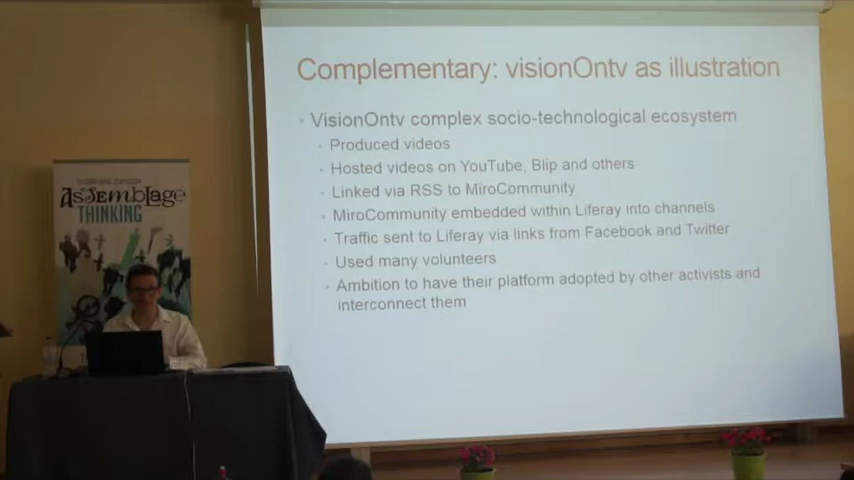 Complementary: visionOntv as illustration
• VisionOntv complex socio-technological ecosystem
• Produced videos
• Hosted videos on YouTube, Blip and others
• Linked via RSS to MiroCommunity
• MiroCommunity embedded within Liferay into channels
• Traffic sent to Liferay via links from Facebook and Twitter
• Used many volunteers
• Ambition to have their platform adopted by other activists and
interconnect them
AsSemblAge
THINKING